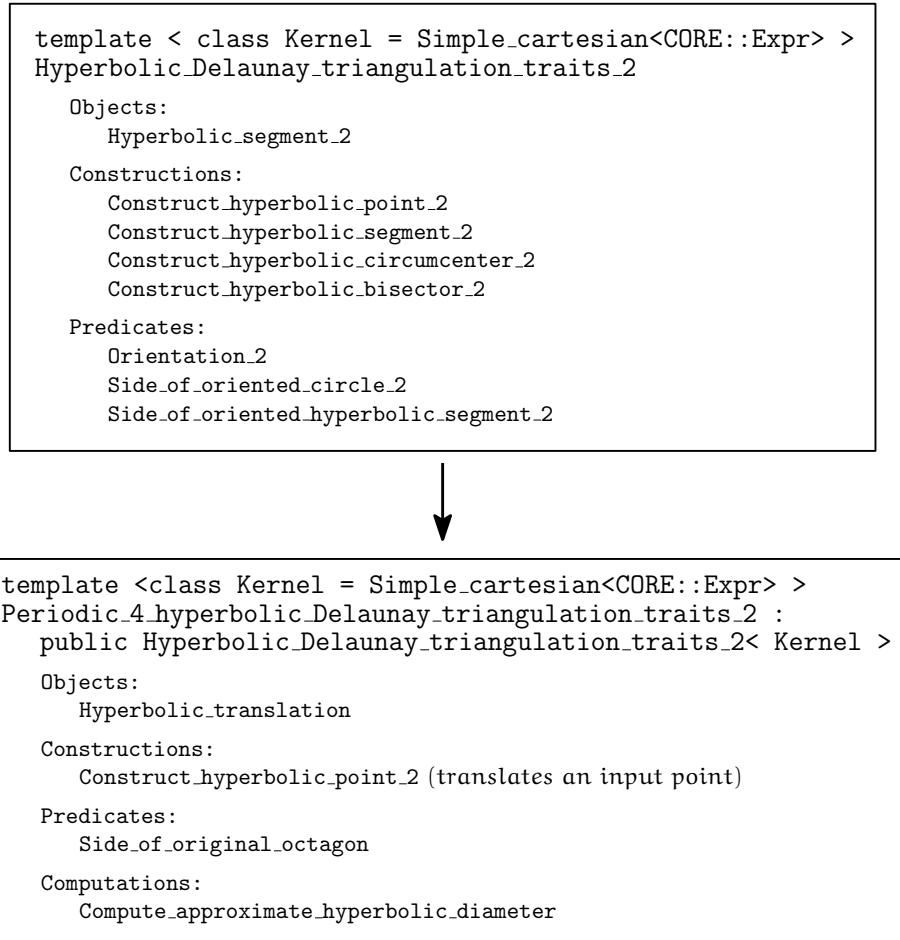 template < class Kernel = Simple_cartesian<CORE::Expr> >
Hyperbolic_Delaunay_triangulation_traits_2
Objects:
Hyperbolic_segment_2
Constructions:
Construct_hyperbolic_point_2
Construct_hyperbolic_segment_2
Construct_hyperbolic_circumcenter_2
Construct_hyperbolic_bisector_2
Predicates:
Orientation_2
Side_of_oriented_circle_2
Side_of_oriented_hyperbolic_segment_2
template <class Kernel = Simple_cartesian<CORE::Expr> >
Periodic_4_hyperbolic_Delaunay_triangulation_traits_2 :
public Hyperbolic_Delaunay_triangulation_traits_2< Kernel >
Objects:
Hyperbolic_translation
Constructions:
Construct_hyperbolic_point_2 (translates an input point)
Predicates:
Side_of_original_octagon
Computations:
Compute_approximate_hyperbolic_diameter